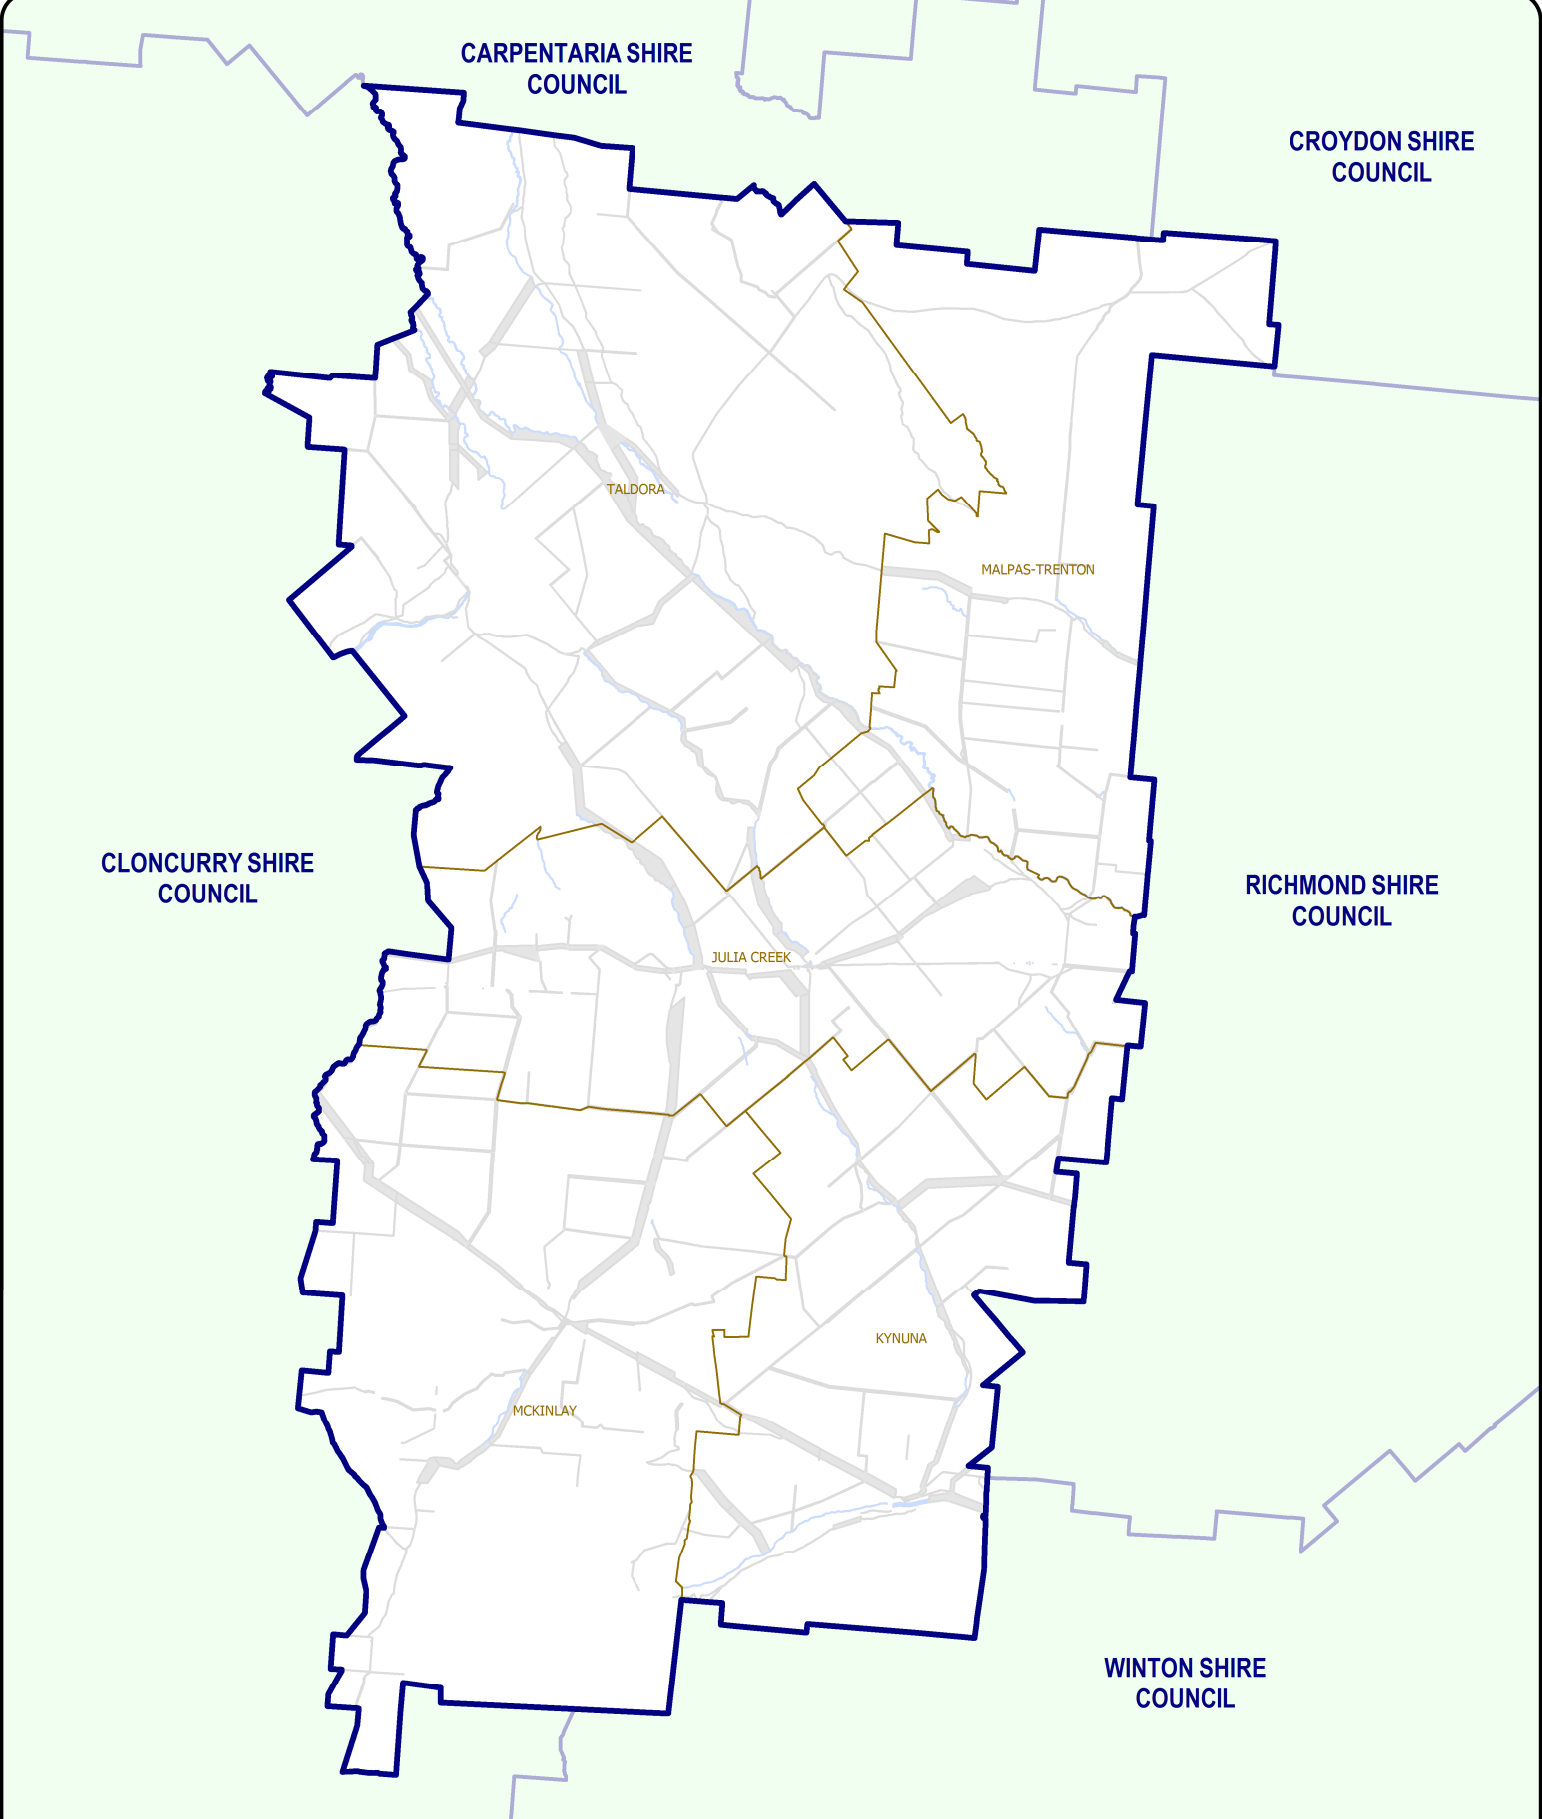 CARPENTARIA SHIRE
COUNCIL
CROYDON SHIRE
COUNCIL
TALDORA
MALPAS-TRENTON
CLONCURRY SHIRE
COUNCIL
RICHMOND SHIRE
COUNCIL
JULIA CREEK
KYNUNA
MCKINLAY
WINTON SHIRE
COUNCIL